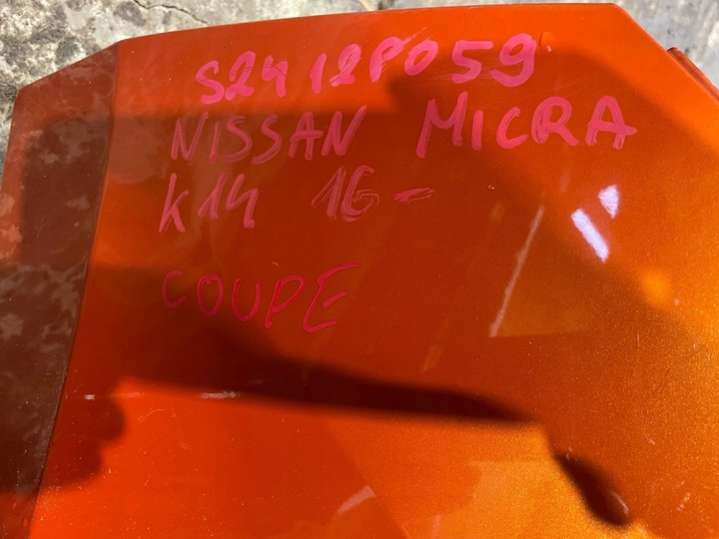 S2412P059
NISSAN MICRA
K14 16-
COUPE